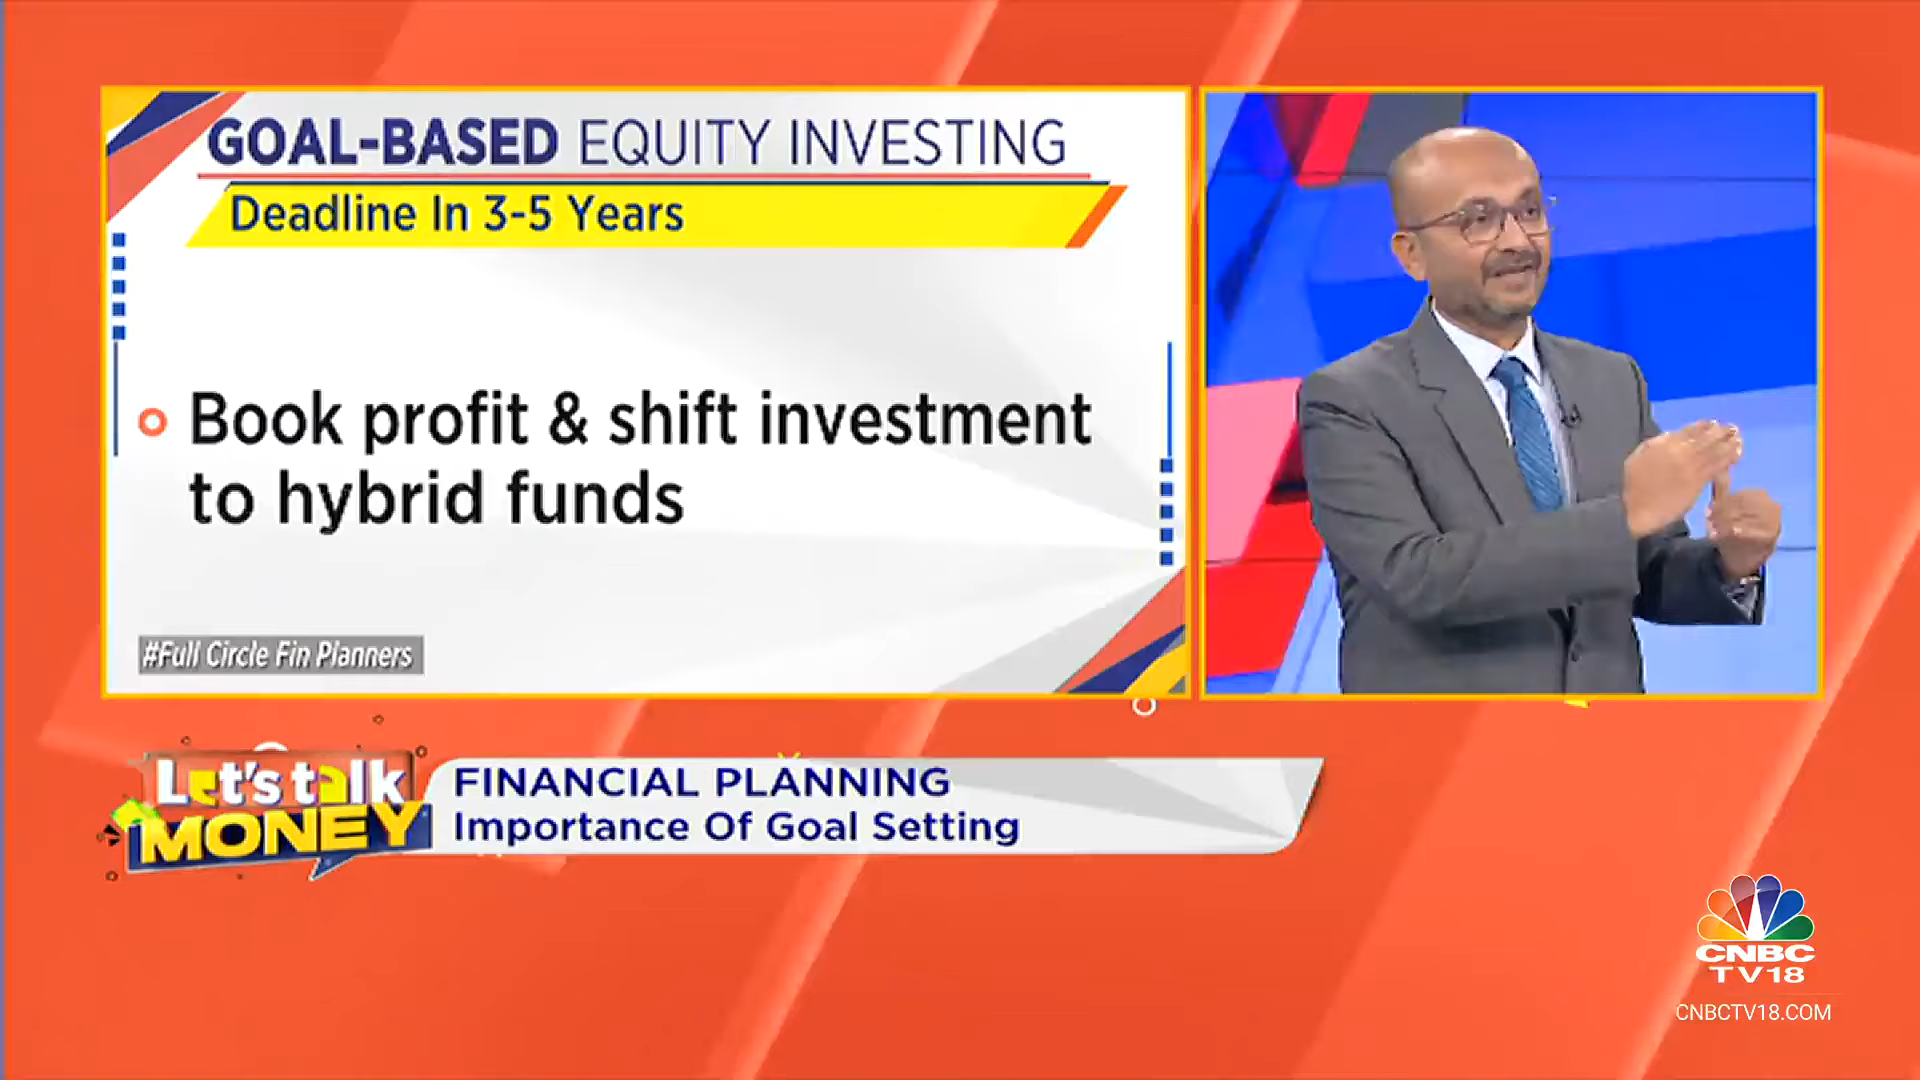 GOAL-BASED EQUITY INVESTING
Deadline In 3-5 Years
Book profit & shift investment
to hybrid funds
#Full Circle Fin Planners
Let's talk
MONEY
FINANCIAL PLANNING
Importance Of Goal Setting
CNBC
TV18
CNBCTV18.COM